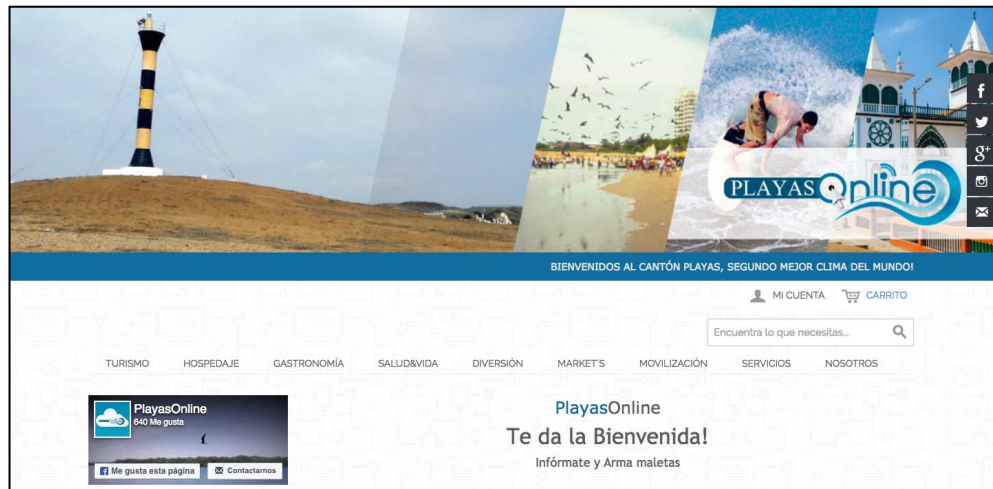 PLAYAS Online
BIENVENIDOS AL CANTÓN PLAYAS, SEGUNDO MEJOR CLIMA DEL MUNDO!
MI CUENTA CARRITO
Encuentra lo que necesitas...
TURISMO HOSPEDAJE GASTRONOMÍA SALUD&VIDA DIVERSIÓN MARKET'S MOVILIZACIÓN SERVICIOS NOSOTROS
PlayasOnline
640 Me gusta
Me gusta esta página Contactarnos
PlayasOnline
Te da la Bienvenida!
Infórmate y Arma maletas